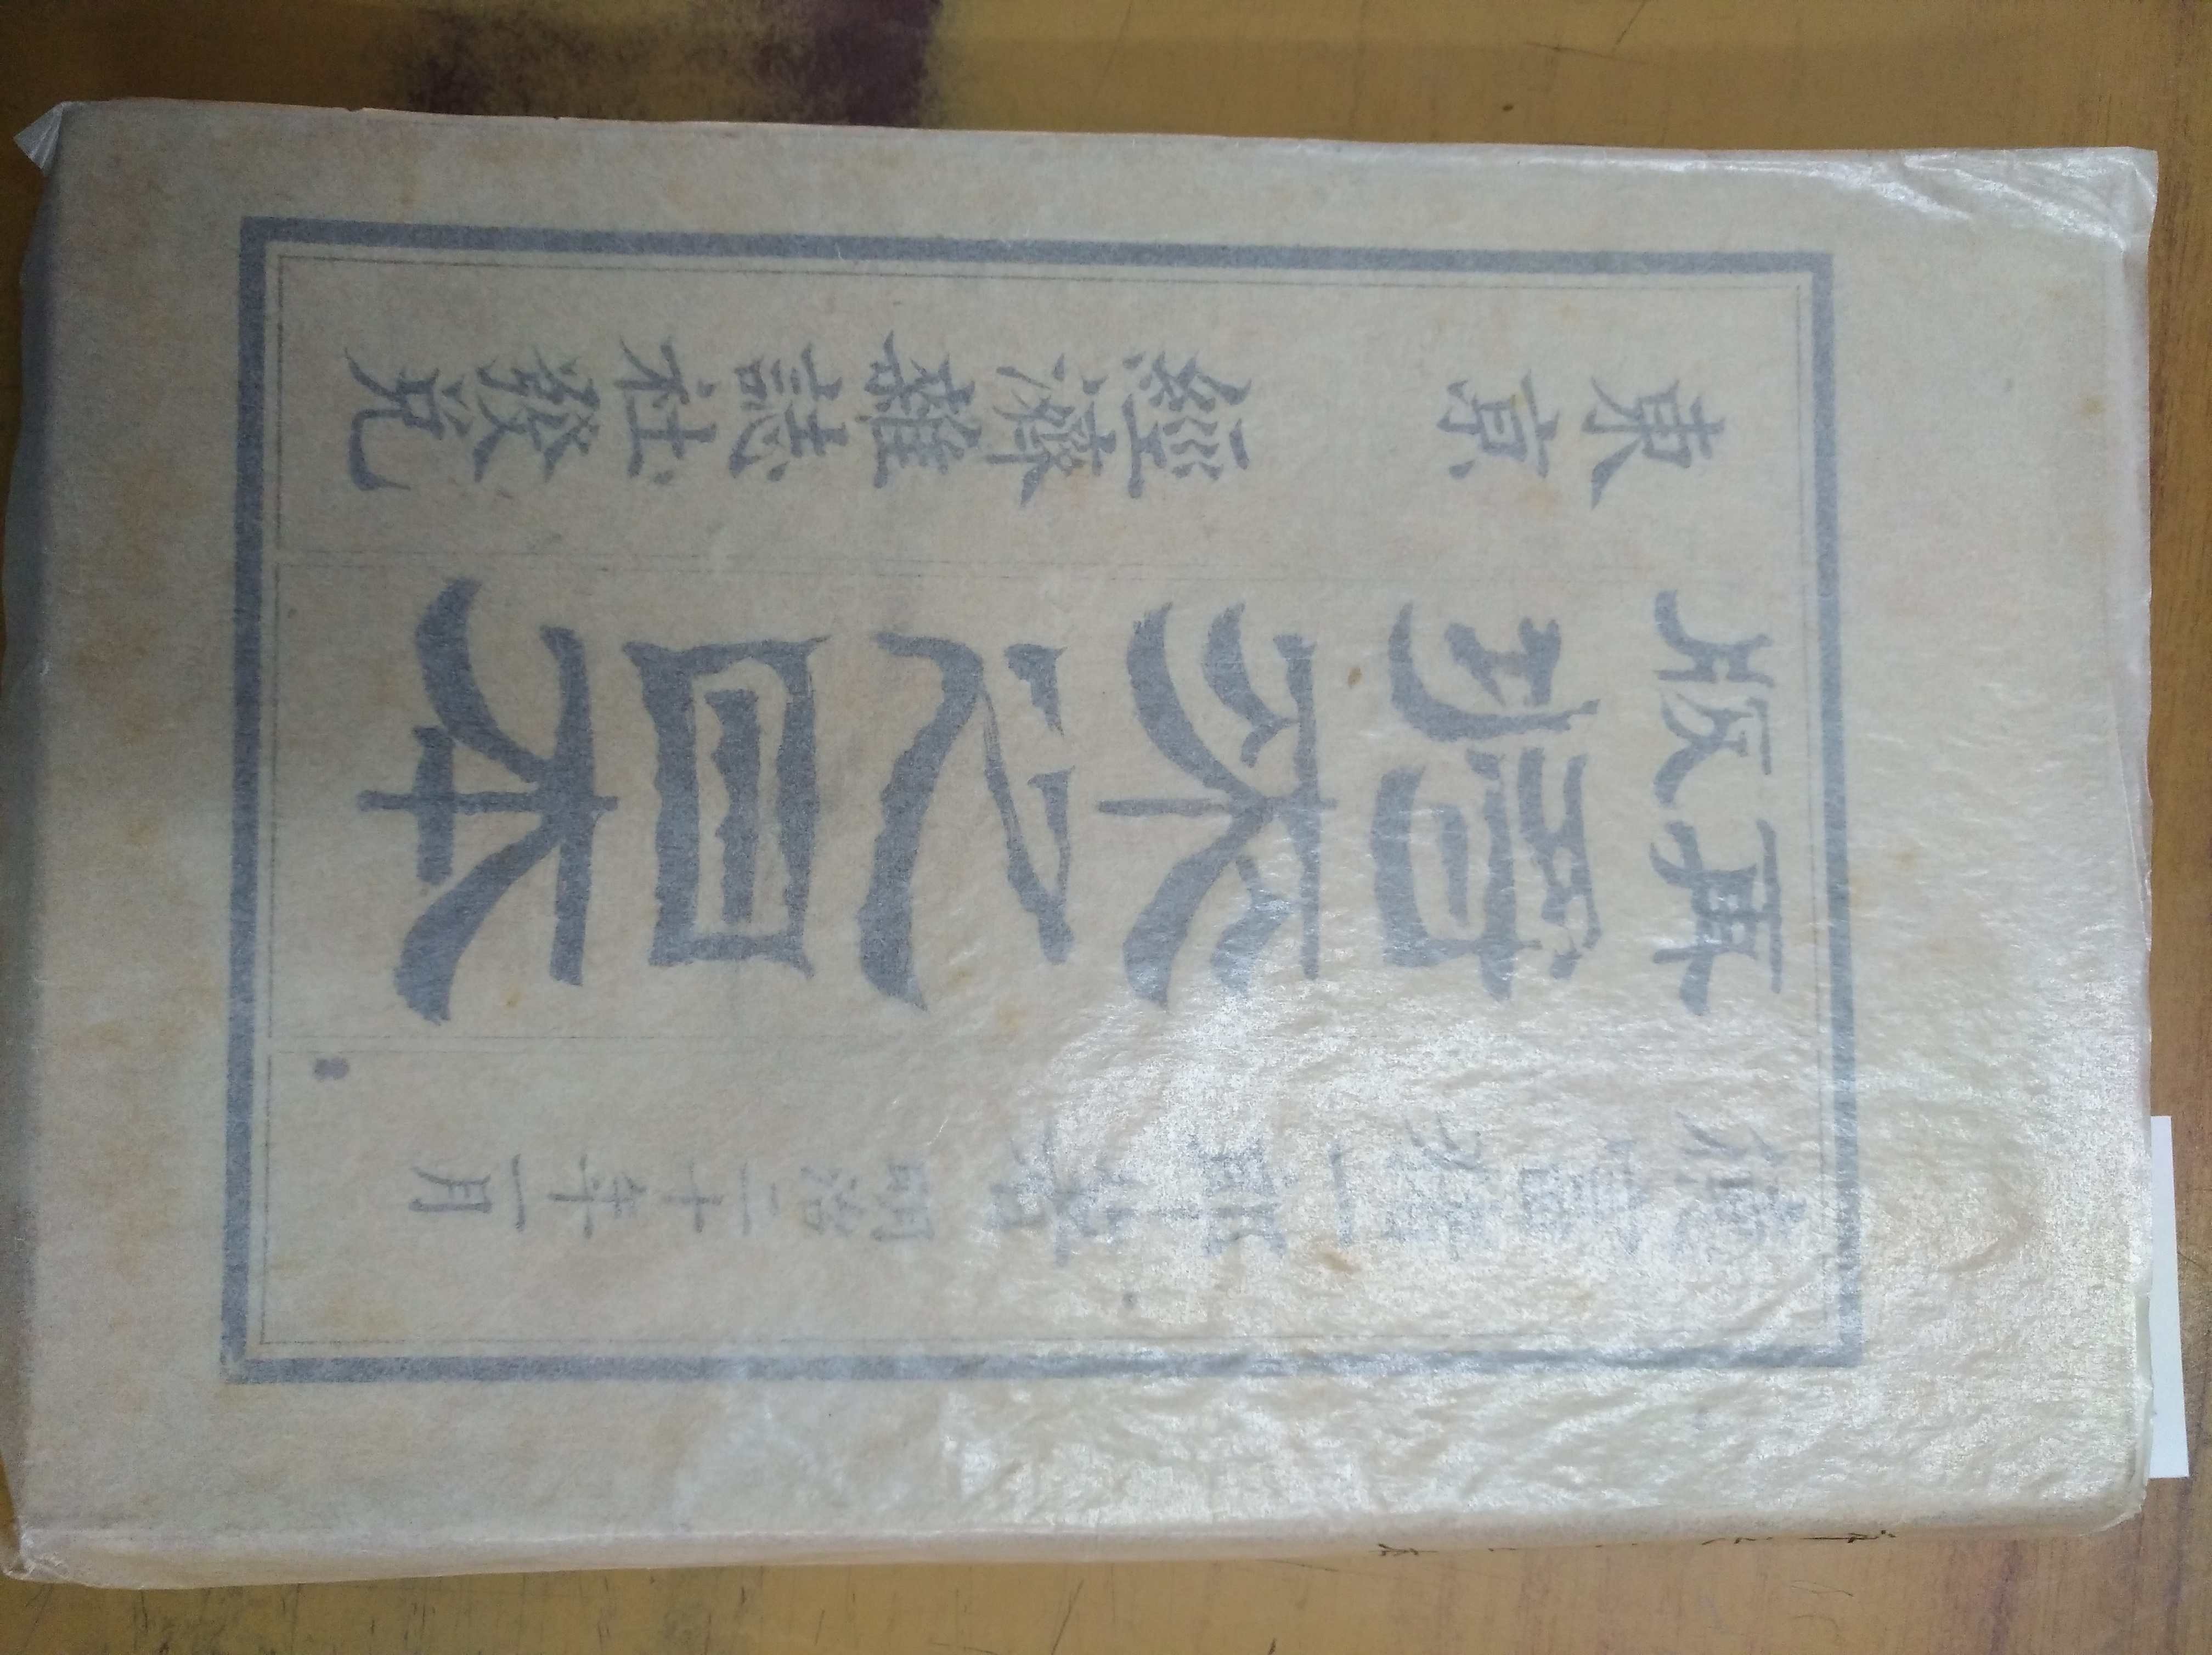 德富猪一郎著 明治二十年一月
再版
將來之日本
東京 經濟雜誌社發兌